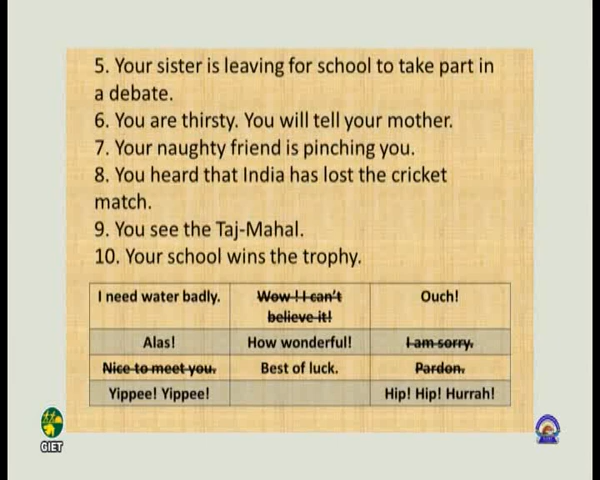 5. Your sister is leaving for school to take part in
a debate.
6. You are thirsty. You will tell your mother.
7. Your naughty friend is pinching you.
8. You heard that India has lost the cricket
match.
9. You see the Taj-Mahal.
10. Your school wins the trophy.
I need water badly. Wow! I can't Ouch!
believe it!
Alas! How wonderful! I am sorry.
Nice to meet you. Best of luck. Pardon.
Yippee! Yippee! Hip! Hip! Hurrah!
GIET